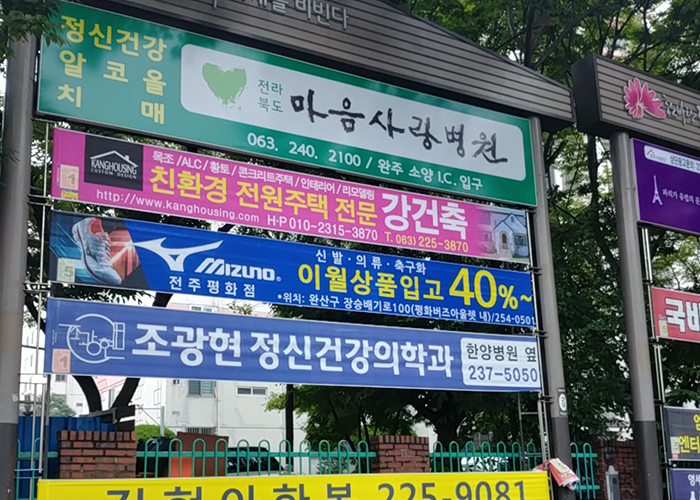 를 비빈다
정신건강
알코올
치 매
전라
북도
마음사랑병원
063. 240. 2100 / 완주 소양 I.C. 입구
KANGHOUSING
CUSTOM DESIGN
목조/ALC/황토/콘크리트주택/인테리어/리모델링
친환경 전원주택 전문 강건축
http://www.kanghousing.com H·P 010-2315-3870 T. 063) 225-3870
5
MIZUNO
전주평화점
신발·의류·축구화
이월상품입고 40%~
*위치: 완산구 장승배기로100(평화버즈아울렛 내)/254-0501
조광현 정신건강의학과
한양병원 옆
237-5050
225-9081
국비
엔터